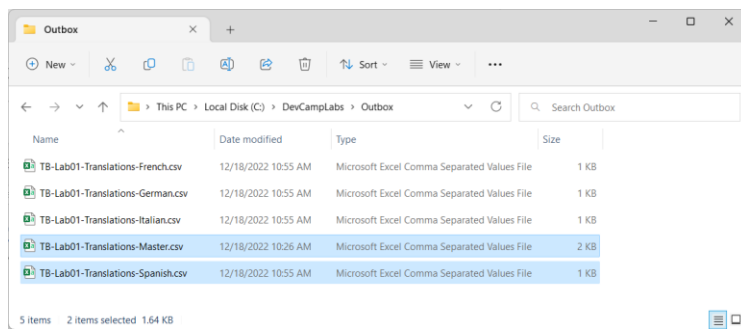 Outbox
New Sort View
This PC > Local Disk (C:) > DevCampLabs > Outbox Search Outbox
Name Date modified Type Size
TB-Lab01-Translations-French.csv 12/18/2022 10:55 AM Microsoft Excel Comma Separated Values File 1 KB
TB-Lab01-Translations-German.csv 12/18/2022 10:55 AM Microsoft Excel Comma Separated Values File 1 KB
TB-Lab01-Translations-Italian.csv 12/18/2022 10:55 AM Microsoft Excel Comma Separated Values File 1 KB
TB-Lab01-Translations-Master.csv 12/18/2022 10:26 AM Microsoft Excel Comma Separated Values File 2 KB
TB-Lab01-Translations-Spanish.csv 12/18/2022 10:55 AM Microsoft Excel Comma Separated Values File 1 KB
5 items 2 items selected 1.64 KB